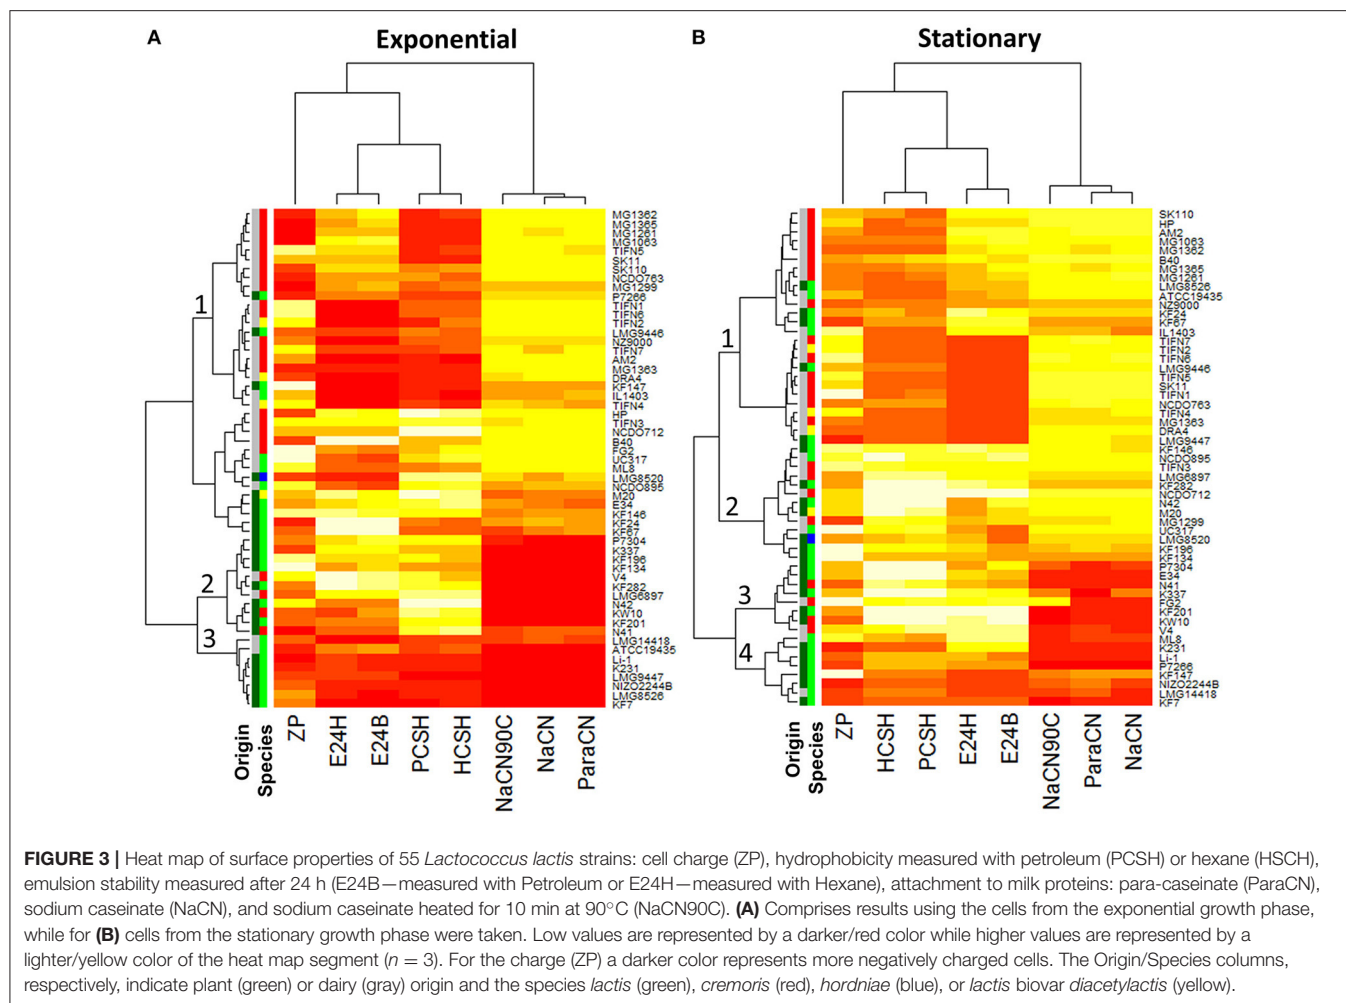 A
Exponential
B
Stationary
MG1362
MG1365
MG1261
MG1063
TIFN5
SK11
SK110
NCDO763
MG1299
P7266
TIFN1
TIFN6
TIFN2
LMG9446
NZ9000
TIFN7
AM2
MG1363
DRA4
KF147
IL1403
TIFN4
HP
TIFN3
NCDO712
B40
FG2
UC317
ML8
LMG8520
NCDO895
M20
E34
KF146
KF24
KF67
P7304
K337
KF196
KF134
V4
KF282
LMG6897
N42
KW10
KF201
N41
LMG14418
ATCC19435
Li-1
K231
LMG9447
NIZO2244B
LMG8526
KF7
1
2
3
Origin
Species
ZP
E24H
E24B
PCSH
HCSH
NaCN90C
NaCN
ParaCN
SK110
HP
AM2
MG1063
MG1362
B40
MG1365
MG1261
LMG8526
ATCC19435
NZ9000
KF24
KF67
IL1403
TIFN7
TIFN2
TIFN6
LMG9446
TIFN5
SK11
TIFN1
NCDO763
TIFN4
MG1363
DRA4
LMG9447
KF146
NCDO895
TIFN3
LMG6897
KF282
NCDO712
N42
M20
MG1299
UC317
LMG8520
KF196
KF134
P7304
E34
N41
K337
FG2
KF201
KW10
V4
ML8
K231
Li-1
P7266
KF147
NIZO2244B
LMG14418
KF7
1
2
3
4
Origin
Species
ZP
HCSH
PCSH
E24H
E24B
NaCN90C
ParaCN
NaCN
FIGURE 3 | Heat map of surface properties of 55 Lactococcus lactis strains: cell charge (ZP), hydrophobicity measured with petroleum (PCSH) or hexane (HSCH),
emulsion stability measured after 24 h (E24B—measured with Petroleum or E24H—measured with Hexane), attachment to milk proteins: para-caseinate (ParaCN),
sodium caseinate (NaCN), and sodium caseinate heated for 10 min at 90°C (NaCN90C). (A) Comprises results using the cells from the exponential growth phase,
while for (B) cells from the stationary growth phase were taken. Low values are represented by a darker/red color while higher values are represented by a
lighter/yellow color of the heat map segment (n = 3). For the charge (ZP) a darker color represents more negatively charged cells. The Origin/Species columns,
respectively, indicate plant (green) or dairy (gray) origin and the species lactis (green), cremoris (red), hordniae (blue), or lactis biovar diacetylactis (yellow).